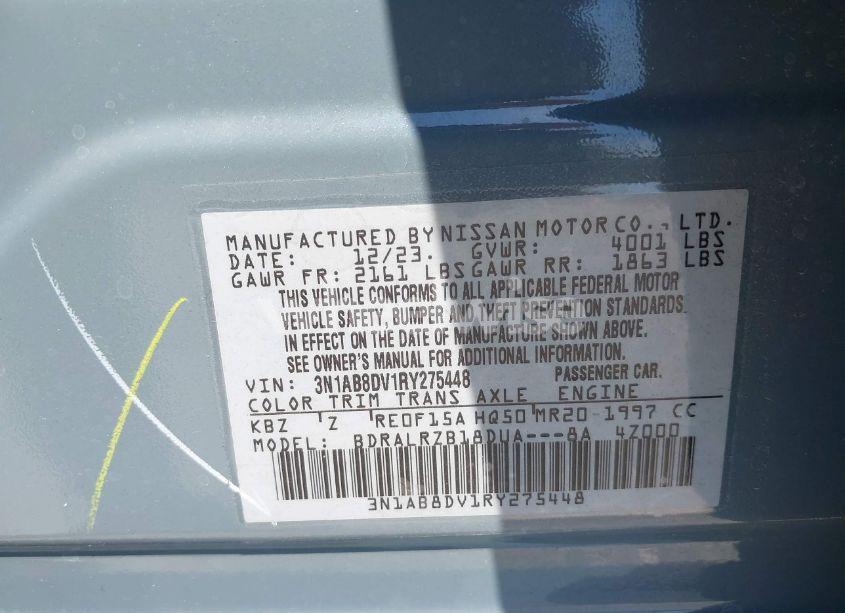 MANUFACTURED BY NISSAN MOTOR CO., LTD.
DATE: 12/23. GVWR: 4001 LBS
GAWR FR: 2161 LBS GAWR RR: 1863 LBS
THIS VEHICLE CONFORMS TO ALL APPLICABLE FEDERAL MOTOR
VEHICLE SAFETY, BUMPER AND THEFT PREVENTION STANDARDS
IN EFFECT ON THE DATE OF MANUFACTURE SHOWN ABOVE.
SEE OWNER'S MANUAL FOR ADDITIONAL INFORMATION.
VIN: 3N1AB8DV1RY275448 PASSENGER CAR.
COLOR TRIM TRANS AXLE ENGINE
KBZ Z RE0F15A HQ50 MR20 1997 CC
MODEL: BDRALRZB18DUA---8A 4Z000
3N1AB8DV1RY275448